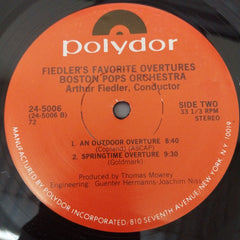 polydor
FIEDLER'S FAVORITE OVERTURES
BOSTON POPS ORCHESTRA
Arthur Fiedler, Conductor
24-5006
(24-5006 B)
72
SIDE TWO
33 1/3 RPM
STEREO
1. AN OUTDOOR OVERTURE 8:40
(Copland) (ASCAP)
2. SPRINGTIME OVERTURE 9:30
(Goldmark)
Produced by Thomas Mowrey
Engineering: Guenter Hermanns-Joachim Niss
MANUFACTURED BY POLYDOR INCORPORATED/810 SEVENTH AVENUE/NEW YORK, N.Y. 10019